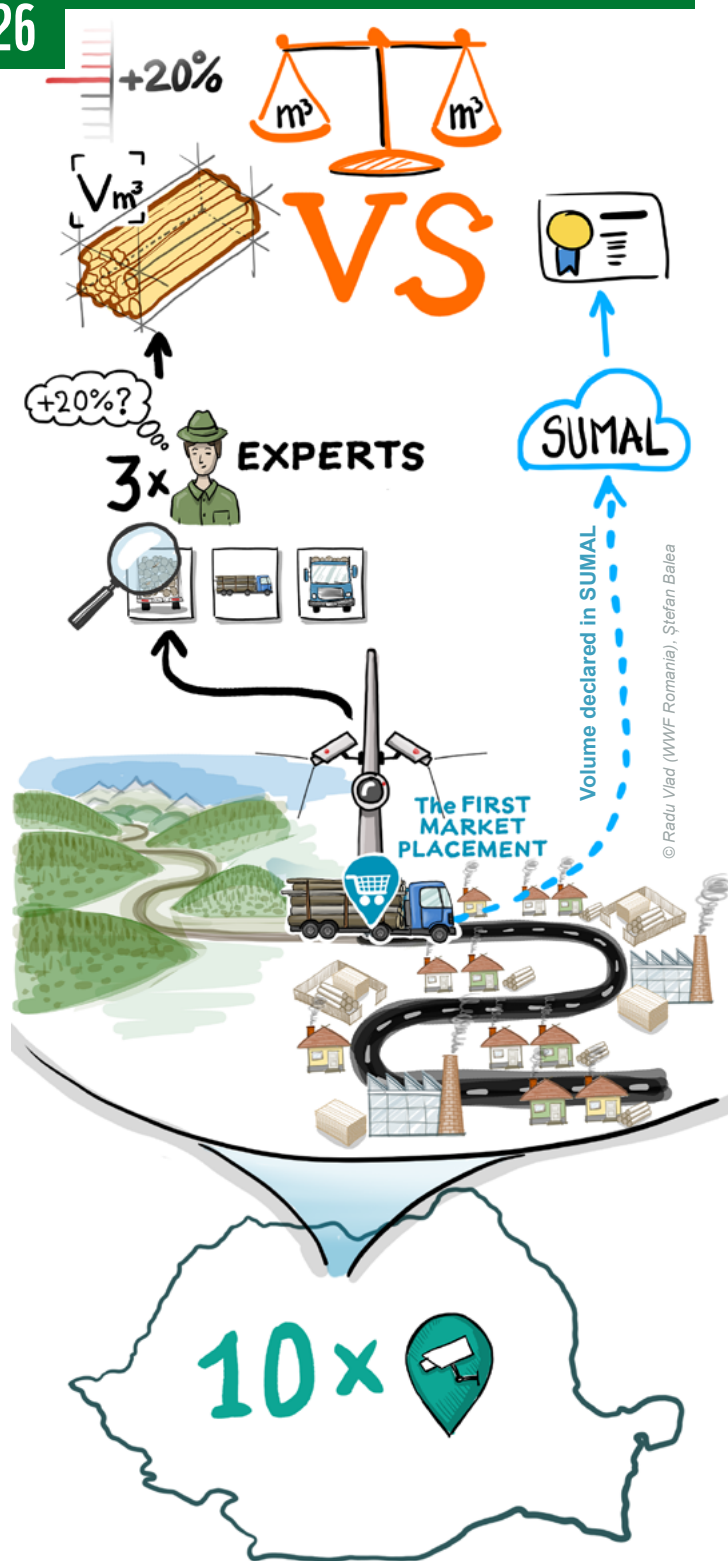 26
+20%
m³
m³
Vm³
VS
+20%?
3x
EXPERTS
SUMAL
Volume declared in SUMAL
© Radu Vlad (WWF Romania), Ștefan Balea
The FIRST
MARKET
PLACEMENT
10x